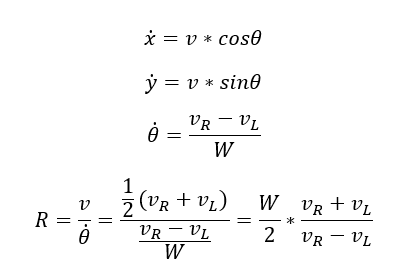 ẋ = v * cosθ
ẏ = v * sinθ
θ̇ = (v_R − v_L) / W
R = v / θ̇ = (1/2 (v_R + v_L)) / ((v_R − v_L) / W) = W/2 * (v_R + v_L) / (v_R − v_L)